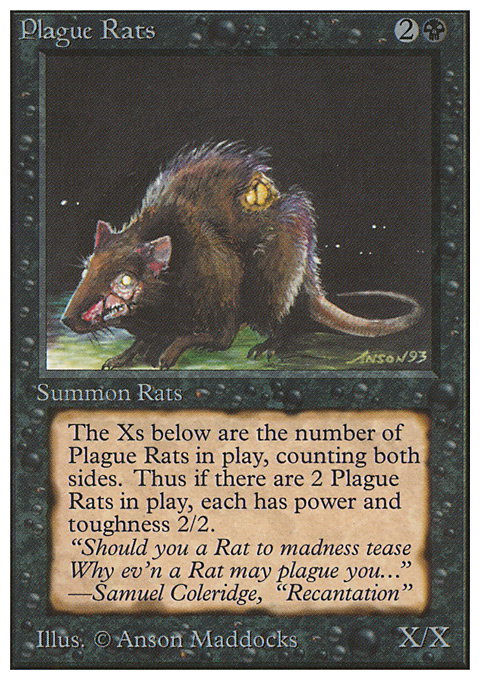 Plague Rats 2
ANSON 93
Summon Rats
The Xs below are the number of
Plague Rats in play, counting both
sides. Thus if there are 2 Plague
Rats in play, each has power and
toughness 2/2.
“Should you a Rat to madness tease
Why ev’n a Rat may plague you...”
—Samuel Coleridge, “Recantation”
Illus. © Anson Maddocks X/X